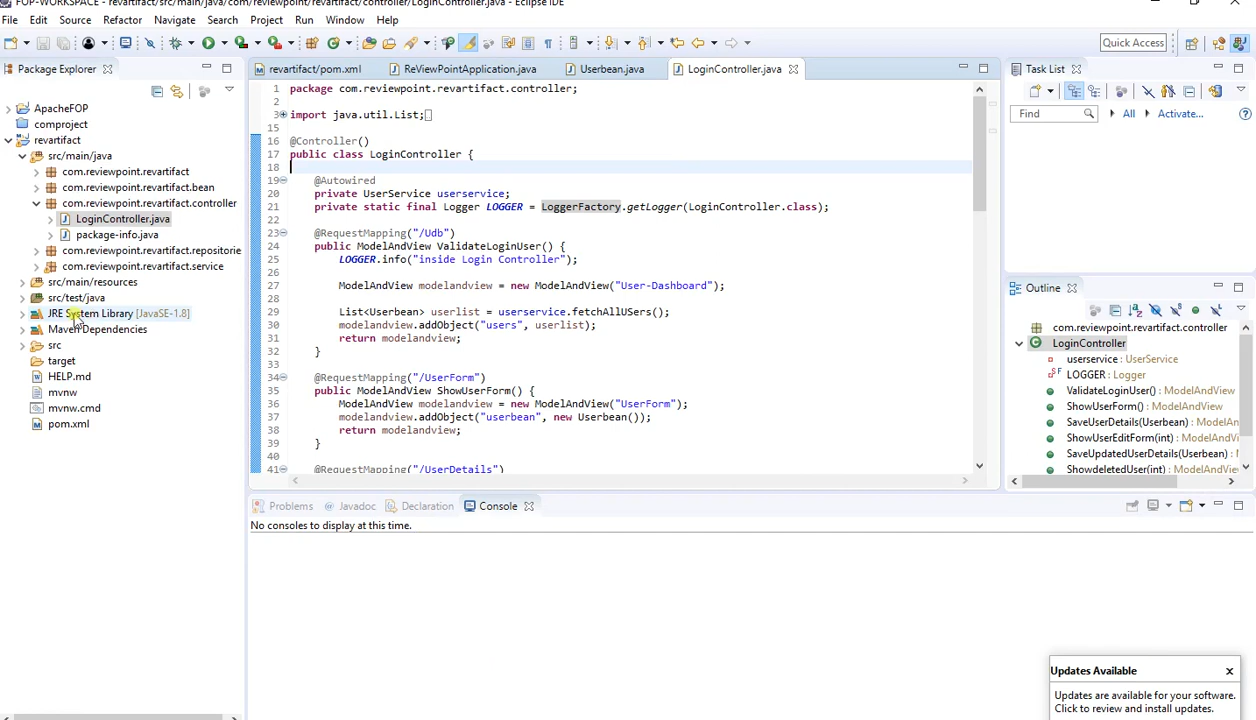 FOP-WORKSPACE - revartifact/src/main/java/com/reviewpoint/revartifact/controller/LoginController.java - Eclipse IDE
File Edit Source Refactor Navigate Search Project Run Window Help
Quick Access
Package Explorer
revartifact/pom.xml ReViewPointApplication.java Userbean.java LoginController.java
Task List
Find All Activate...
ApacheFOP
comproject
revartifact
src/main/java
com.reviewpoint.revartifact
com.reviewpoint.revartifact.bean
com.reviewpoint.revartifact.controller
LoginController.java
package-info.java
com.reviewpoint.revartifact.repositorie
com.reviewpoint.revartifact.service
src/main/resources
src/test/java
JRE System Library [JavaSE-1.8]
Maven Dependencies
src
target
HELP.md
mvnw
mvnw.cmd
pom.xml
1 package com.reviewpoint.revartifact.controller;
2
3 import java.util.List;
15
16 @Controller()
17 public class LoginController {
18
19 @Autowired
20 private UserService userservice;
21 private static final Logger LOGGER = LoggerFactory.getLogger(LoginController.class);
22
23 @RequestMapping("/Udb")
24 public ModelAndView ValidateLoginUser() {
25 LOGGER.info("inside Login Controller");
26
27 ModelAndView modelandview = new ModelAndView("User-Dashboard");
28
29 List<Userbean> userlist = userservice.fetchAllUSers();
30 modelandview.addObject("users", userlist);
31 return modelandview;
32 }
33
34 @RequestMapping("/UserForm")
35 public ModelAndView ShowUserForm() {
36 ModelAndView modelandview = new ModelAndView("UserForm");
37 modelandview.addObject("userbean", new Userbean());
38 return modelandview;
39 }
40
41 @RequestMapping("/UserDetails")
Outline
com.reviewpoint.revartifact.controller
LoginController
userservice : UserService
LOGGER : Logger
ValidateLoginUser() : ModelAndView
ShowUserForm() : ModelAndView
SaveUserDetails(Userbean) : ModelAndV
ShowUserEditForm(int) : ModelAndVi
SaveUpdatedUserDetails(Userbean) : M
ShowdeletedUser(int) : ModelAndVi
Problems Javadoc Declaration Console
No consoles to display at this time.
Updates Available
Updates are available for your software.
Click to review and install updates.